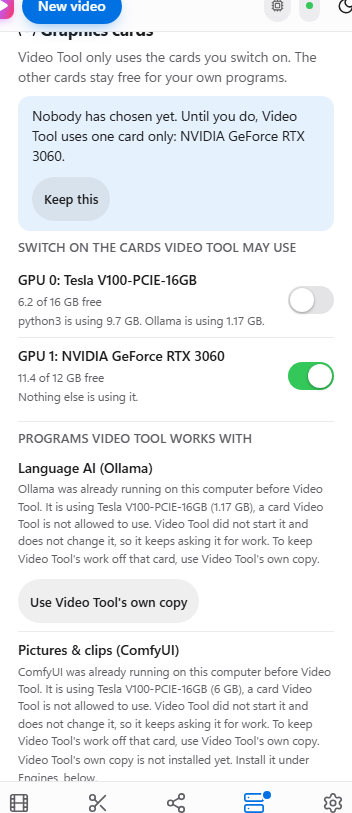 New video
Graphics cards
Video Tool only uses the cards you switch on. The
other cards stay free for your own programs.
Nobody has chosen yet. Until you do, Video
Tool uses one card only: NVIDIA GeForce RTX
3060.
Keep this
SWITCH ON THE CARDS VIDEO TOOL MAY USE
GPU 0: Tesla V100-PCIE-16GB
6.2 of 16 GB free
python3 is using 9.7 GB. Ollama is using 1.17 GB.
GPU 1: NVIDIA GeForce RTX 3060
11.4 of 12 GB free
Nothing else is using it.
PROGRAMS VIDEO TOOL WORKS WITH
Language AI (Ollama)
Ollama was already running on this computer before Video
Tool. It is using Tesla V100-PCIE-16GB (1.17 GB), a card Video
Tool is not allowed to use. Video Tool did not start it and
does not change it, so it keeps asking it for work. To keep
Video Tool's work off that card, use Video Tool's own copy.
Use Video Tool's own copy
Pictures & clips (ComfyUI)
ComfyUI was already running on this computer before Video
Tool. It is using Tesla V100-PCIE-16GB (6 GB), a card Video
Tool is not allowed to use. Video Tool did not start it and
does not change it, so it keeps asking it for work. To keep
Video Tool's work off that card, use Video Tool's own copy.
Video Tool's own copy is not installed yet. Install it under
Engines, below.